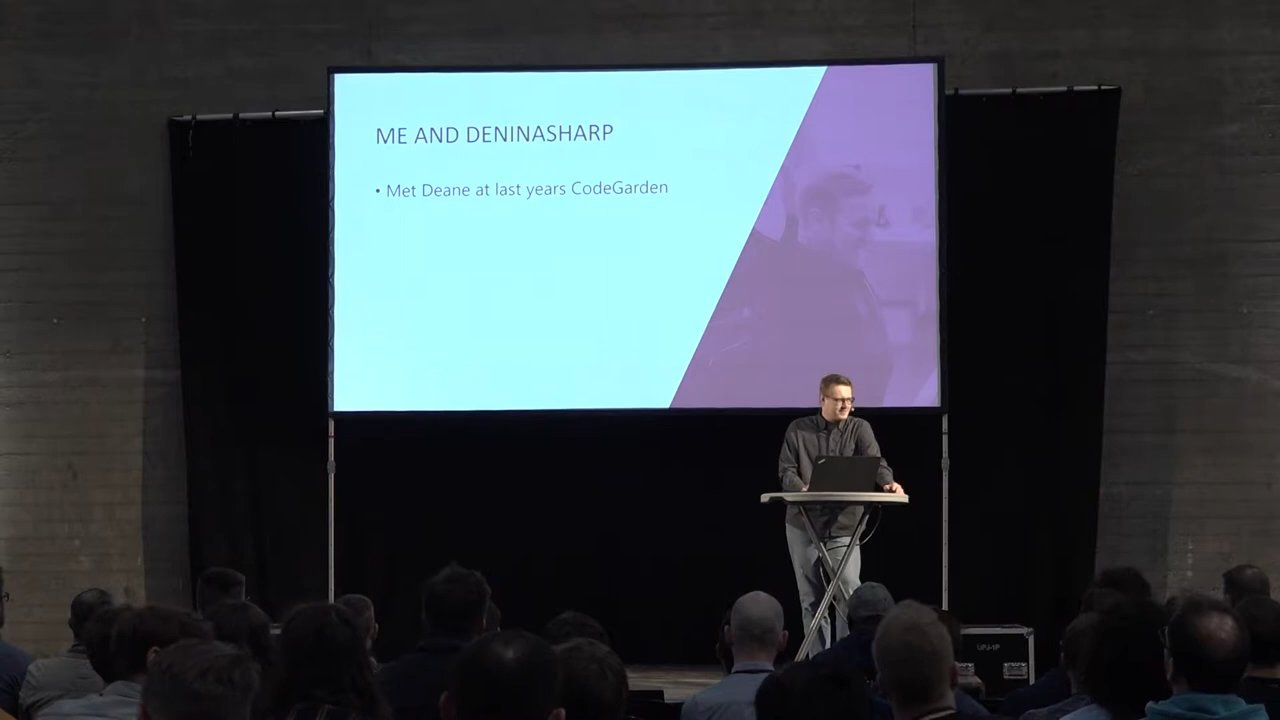 ME AND DENINASHARP
• Met Deane at last years CodeGarden